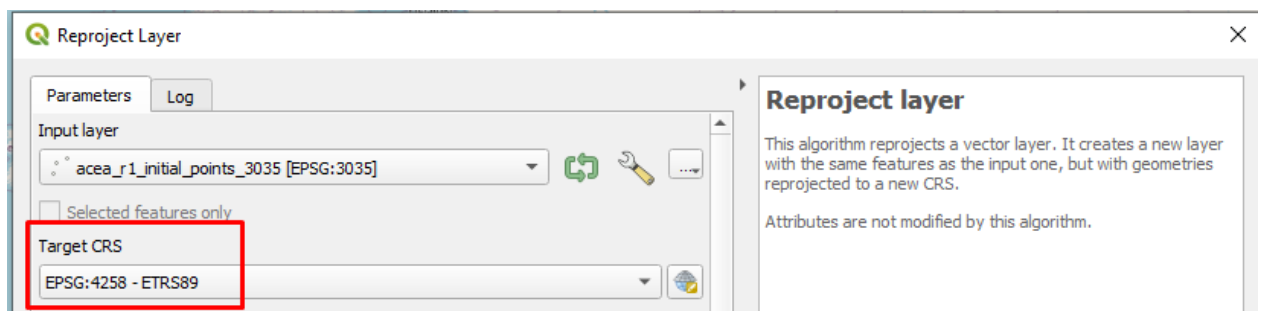 Reproject Layer
Parameters
Log
Input layer
acea_r1_initial_points_3035 [EPSG:3035]
...
Selected features only
Target CRS
EPSG:4258 - ETRS89
Reproject layer
This algorithm reprojects a vector layer. It creates a new layer
with the same features as the input one, but with geometries
reprojected to a new CRS.
Attributes are not modified by this algorithm.